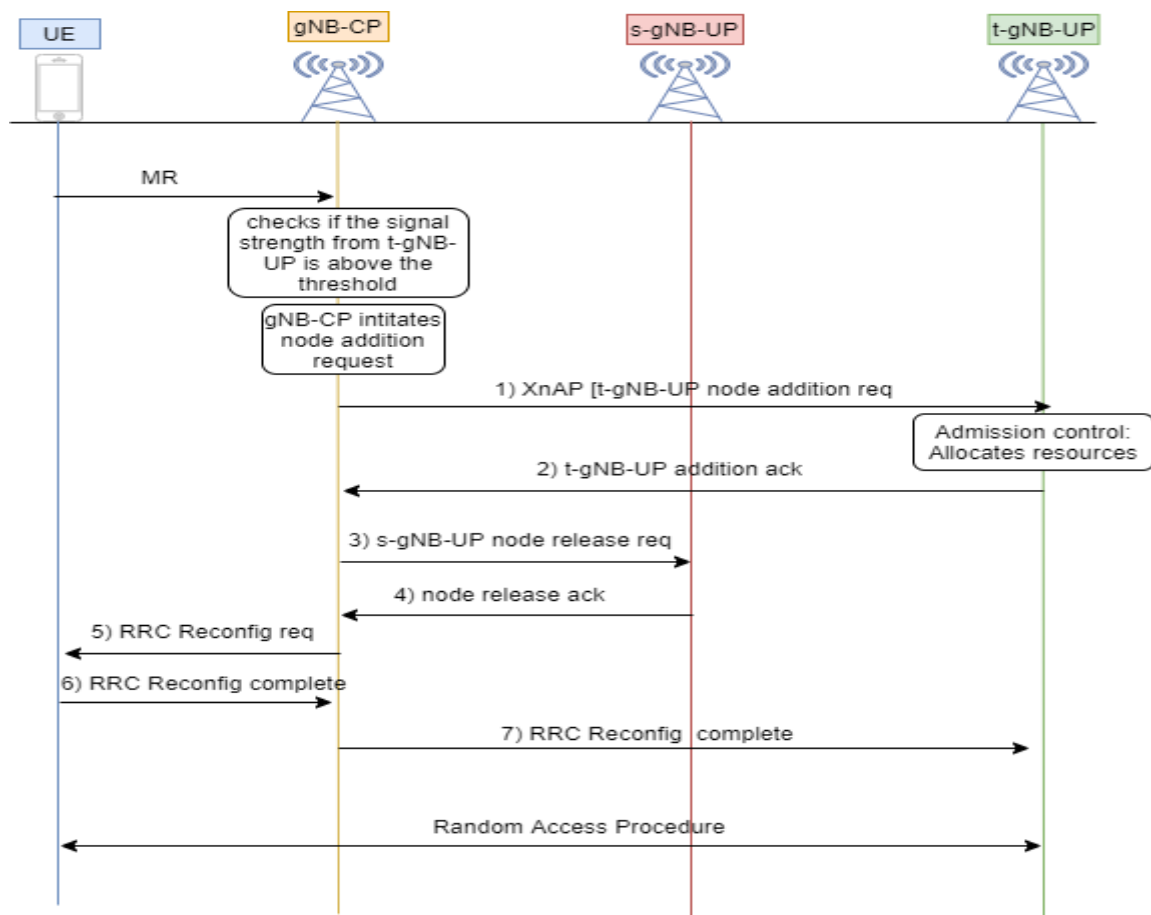 UE
gNB-CP
s-gNB-UP
t-gNB-UP
MR
checks if the signal
strength from t-gNB-
UP is above the
threshold
gNB-CP intitates
node addition
request
1) XnAP [t-gNB-UP node addition req
Admission control:
Allocates resources
2) t-gNB-UP addition ack
3) s-gNB-UP node release req
4) node release ack
5) RRC Reconfig req
6) RRC Reconfig complete
7) RRC Reconfig complete
Random Access Procedure